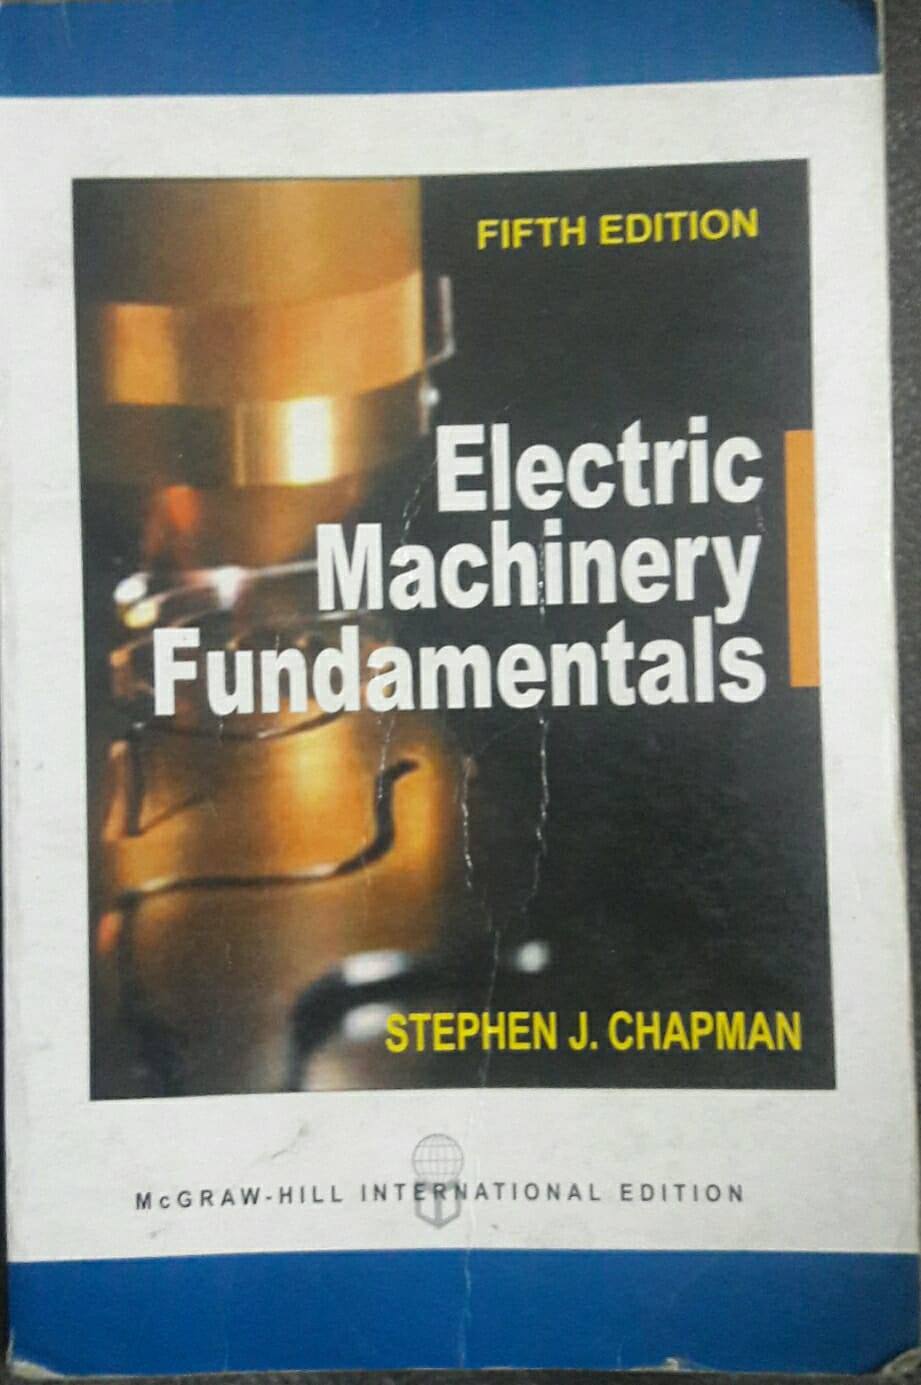 FIFTH EDITION
Electric
Machinery
Fundamentals
STEPHEN J. CHAPMAN
McGRAW-HILL INTERNATIONAL EDITION